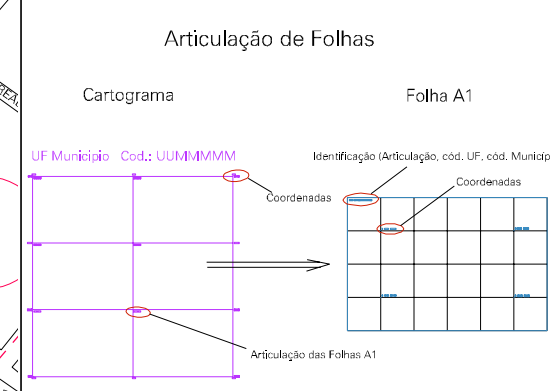 Articulação de Folhas
Cartograma
Folha A1
UF Municipio Cod.: UUMMMMM
Identificação (Articulação, cód. UF, cód. Municíp
Coordenadas
Coordenadas
Articulação das Folhas A1